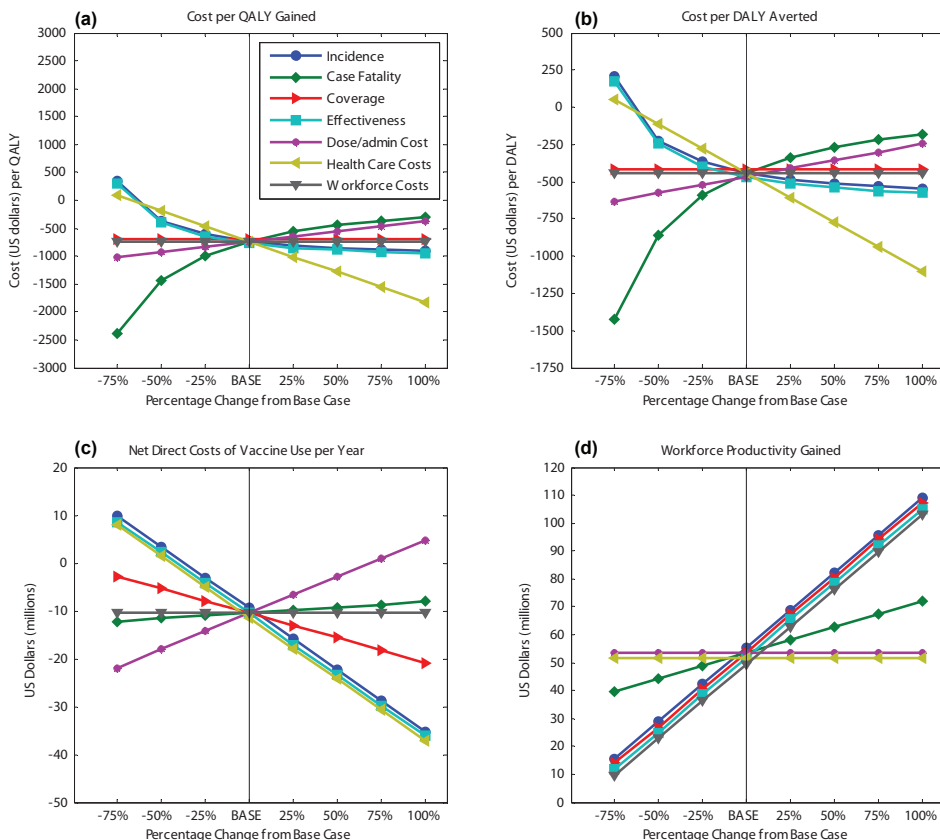 (a)
Cost per QALY Gained
3000
2500
2000
1500
1000
500
0
-500
-1000
-1500
-2000
-2500
-3000
Cost (US dollars) per QALY
Incidence
Case Fatality
Coverage
Effectiveness
Dose/admin Cost
Health Care Costs
Workforce Costs
-75% -50% -25% BASE 25% 50% 75% 100%
Percentage Change from Base Case
(b)
Cost per DALY Averted
500
250
0
-250
-500
-750
-1000
-1250
-1500
-1750
Cost (US dollars) per DALY
-75% -50% -25% BASE 25% 50% 75% 100%
Percentage Change from Base Case
(c)
Net Direct Costs of Vaccine Use per Year
20
10
0
-10
-20
-30
-40
-50
US Dollars (millions)
-75% -50% -25% BASE 25% 50% 75% 100%
Percentage Change from Base Case
(d)
Workforce Productivity Gained
120
110
100
90
80
70
60
50
40
30
20
10
0
US Dollars (millions)
-75% -50% -25% BASE 25% 50% 75% 100%
Percentage Change from Base Case